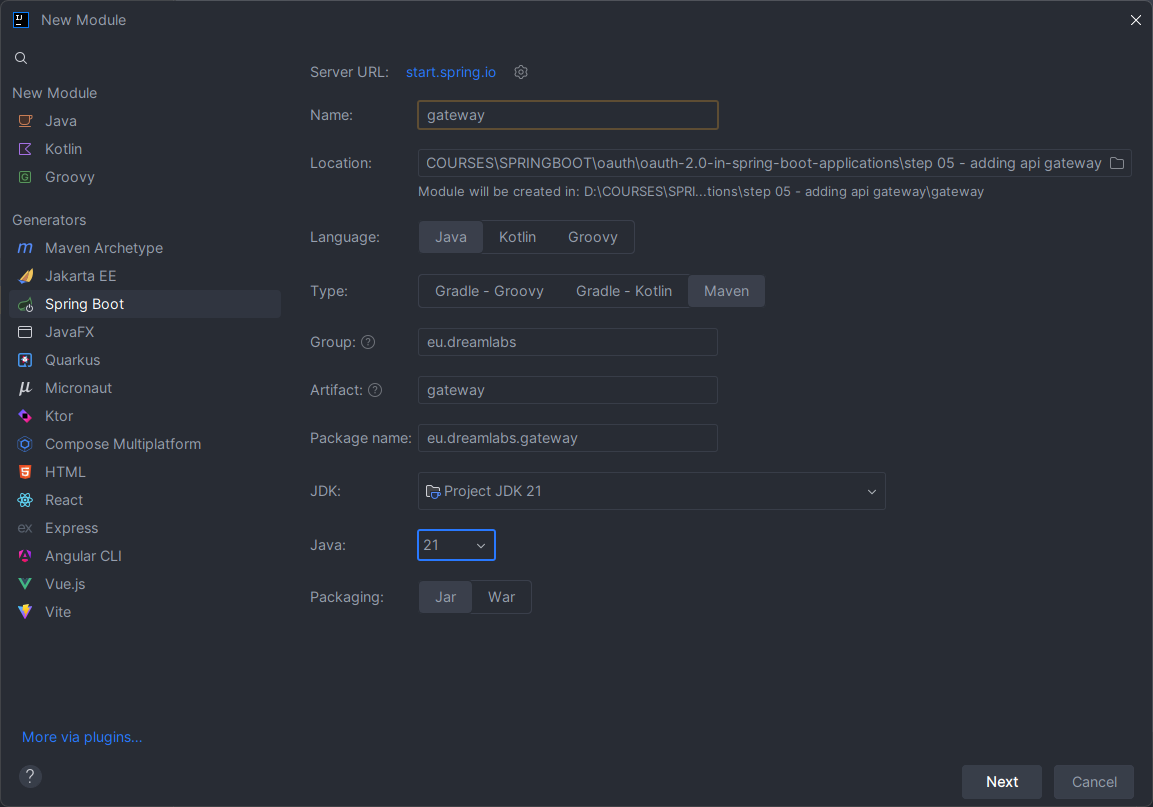 New Module
New Module
Java
Kotlin
Groovy
Generators
Maven Archetype
Jakarta EE
Spring Boot
JavaFX
Quarkus
Micronaut
Ktor
Compose Multiplatform
HTML
React
Express
Angular CLI
Vue.js
Vite
More via plugins...
?
Server URL: start.spring.io
Name: gateway
Location: COURSES\SPRINGBOOT\oauth\oauth-2.0-in-spring-boot-applications\step 05 - adding api gateway
Module will be created in: D:\COURSES\SPRI...tions\step 05 - adding api gateway\gateway
Language: Java Kotlin Groovy
Type: Gradle - Groovy Gradle - Kotlin Maven
Group: ? eu.dreamlabs
Artifact: ? gateway
Package name: eu.dreamlabs.gateway
JDK: Project JDK 21
Java: 21
Packaging: Jar War
Next Cancel